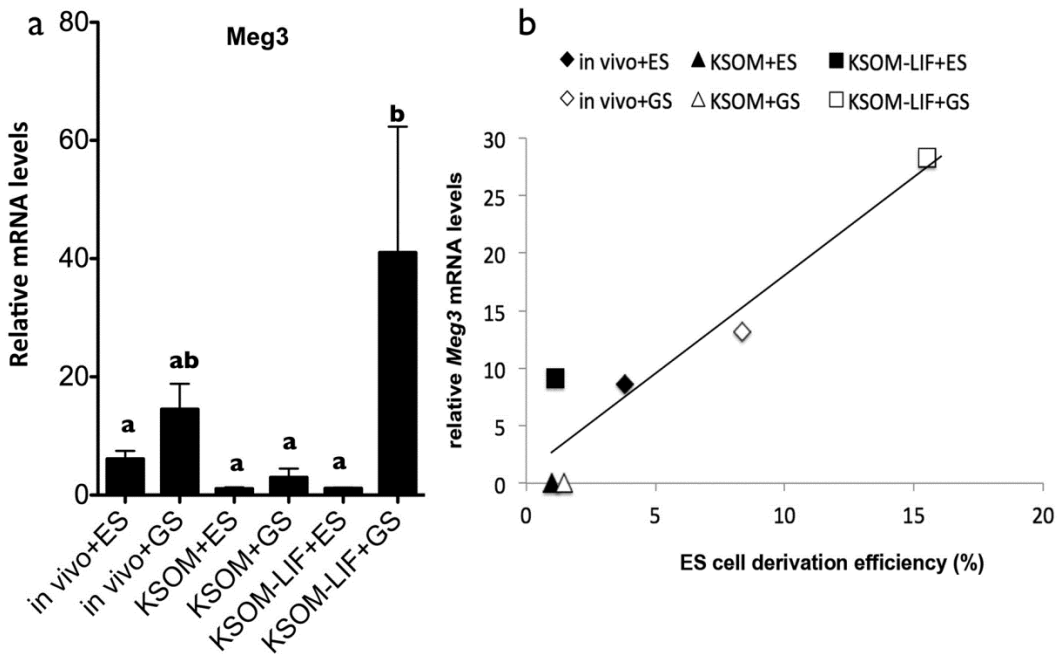 a
Meg3
Relative mRNA levels
80
60
40
20
0
a
ab
a
a
a
b
in vivo+ES
in vivo+GS
KSOM+ES
KSOM+GS
KSOM-LIF+ES
KSOM-LIF+GS
b
in vivo+ES KSOM+ES KSOM-LIF+ES
in vivo+GS KSOM+GS KSOM-LIF+GS
relative Meg3 mRNA levels
30
25
20
15
10
5
0
0 5 10 15 20
ES cell derivation efficiency (%)